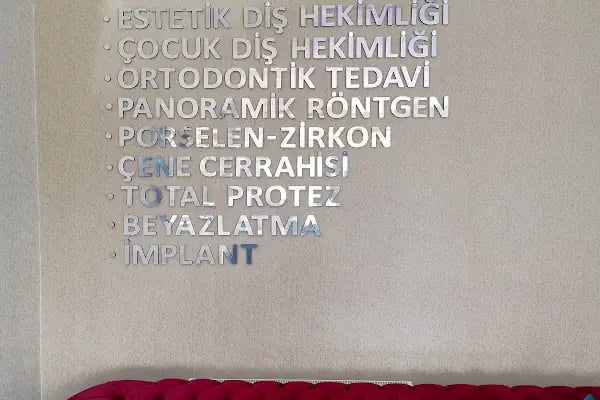 · ESTETİK DİŞ HEKİMLİĞİ
· ÇOCUK DİŞ HEKİMLİĞİ
· ORTODONTİK TEDAVİ
· PANORAMİK RÖNTGEN
· PORSELEN-ZİRKON
· ÇENE CERRAHİSİ
· TOTAL PROTEZ
· BEYAZLATMA
· İMPLANT